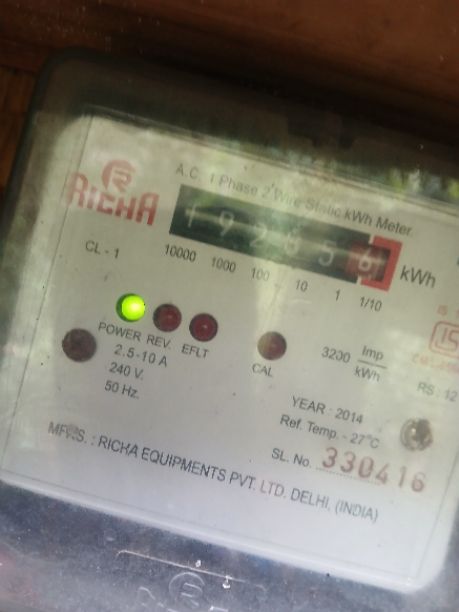 A.C. 1 Phase 2 Wire Static kWh Meter
RICHA
1 9 2 8 5 6
kWh
CL - 1
10000 1000 100 10 1 1/10
POWER REV. EFLT
CAL
3200 Imp
kWh
2.5-10 A
240 V.
50 Hz.
YEAR : 2014
Ref. Temp. - 27°C
SL. No. 330416
MFRS. : RICHA EQUIPMENTS PVT. LTD. DELHI, (INDIA)